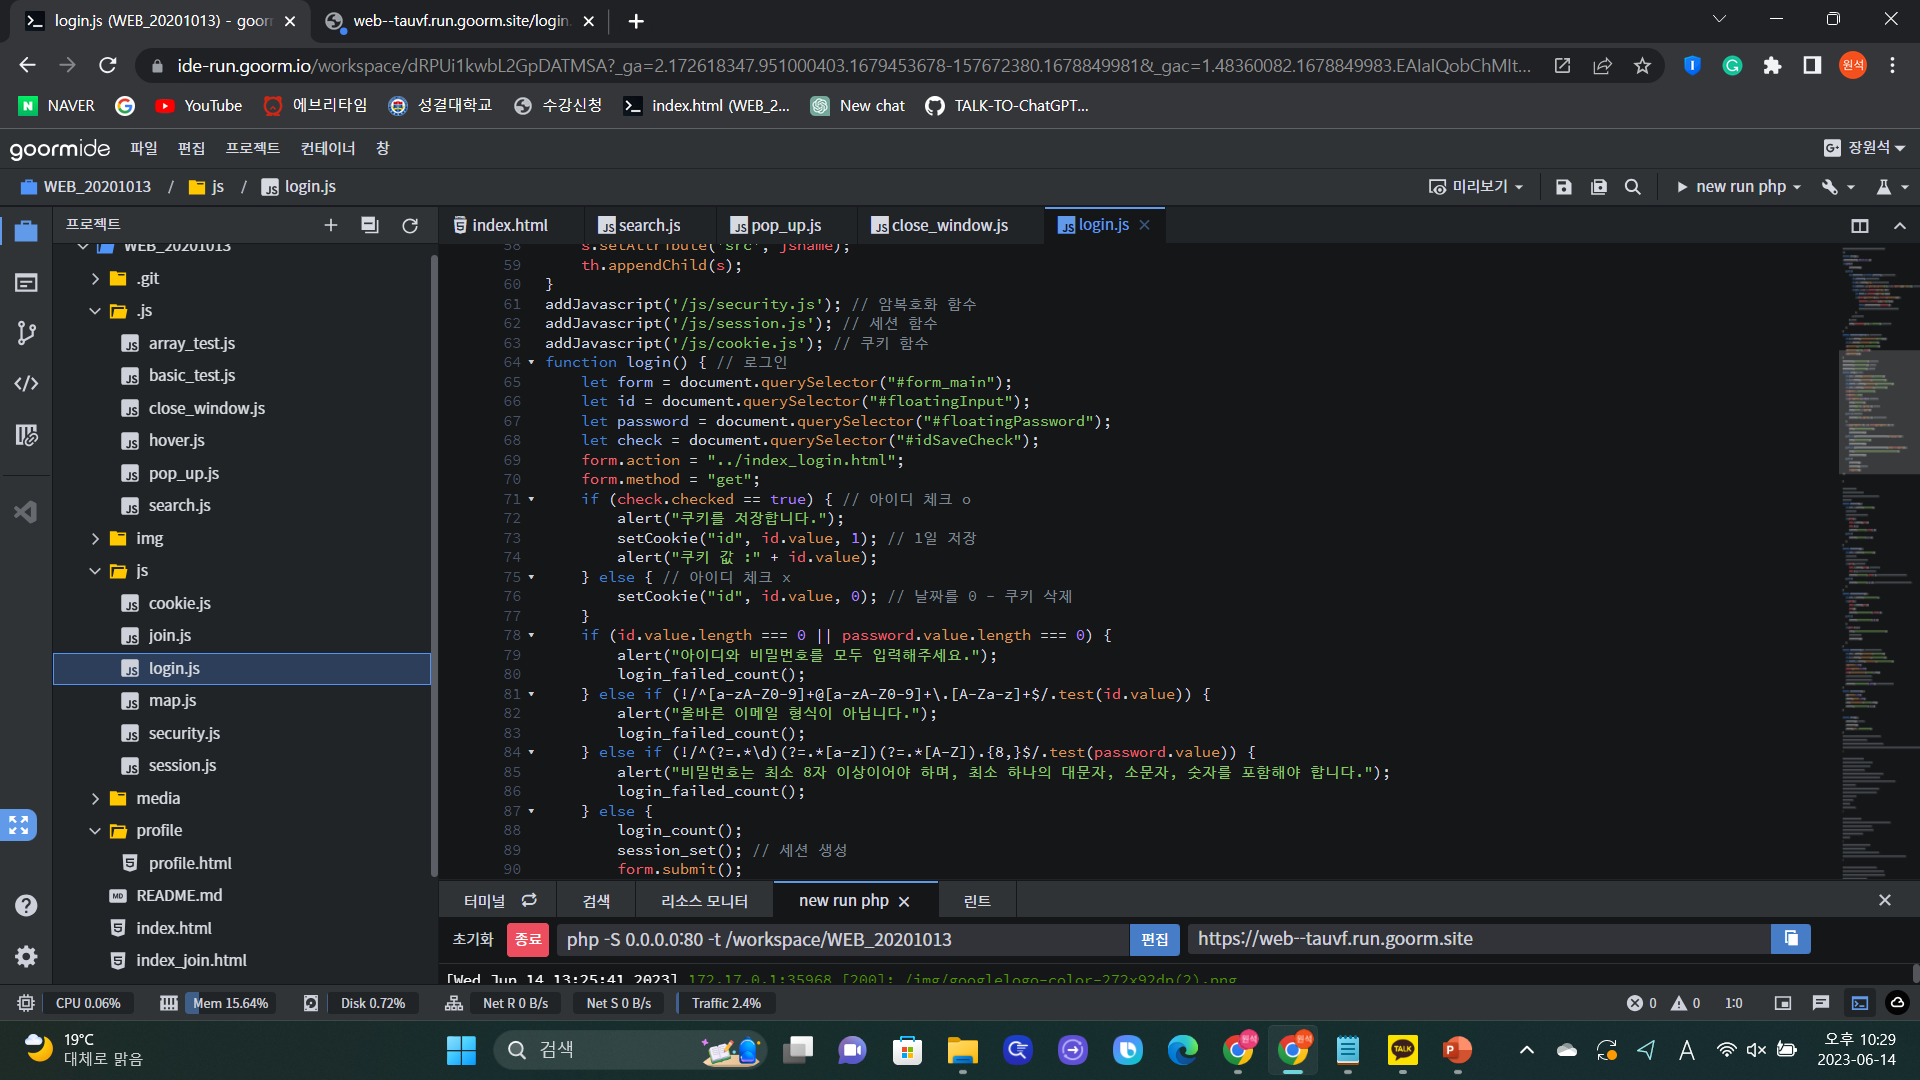 login.js (WEB_20201013) - goor
web--tauvf.run.goorm.site/login.
ide-run.goorm.io/workspace/dRPUi1kwbL2GpDATMSA?_ga=2.172618347.951000403.1679453678-157672380.1678849981&_gac=1.48360082.1678849983.EAIaIQobChMIt...
원석
NAVER
YouTube
에브리타임
성결대학교
수강신청
index.html (WEB_2...
New chat
TALK-TO-ChatGPT...
goormide 파일 편집 프로젝트 컨테이너 창
장원석
WEB_20201013 / js / login.js
미리보기
new run php
프로젝트
index.html
search.js
pop_up.js
close_window.js
login.js
WEB_20201013
.git
.js
array_test.js
basic_test.js
close_window.js
hover.js
pop_up.js
search.js
img
js
cookie.js
join.js
login.js
map.js
security.js
session.js
media
profile
profile.html
README.md
index.html
index_join.html
58 s.setAttribute('src', jsname);
59 th.appendChild(s);
60 }
61 addJavascript('/js/security.js'); // 암복호화 함수
62 addJavascript('/js/session.js'); // 세션 함수
63 addJavascript('/js/cookie.js'); // 쿠키 함수
64 function login() { // 로그인
65 let form = document.querySelector("#form_main");
66 let id = document.querySelector("#floatingInput");
67 let password = document.querySelector("#floatingPassword");
68 let check = document.querySelector("#idSaveCheck");
69 form.action = "../index_login.html";
70 form.method = "get";
71 if (check.checked == true) { // 아이디 체크 o
72 alert("쿠키를 저장합니다.");
73 setCookie("id", id.value, 1); // 1일 저장
74 alert("쿠키 값 :" + id.value);
75 } else { // 아이디 체크 x
76 setCookie("id", id.value, 0); // 날짜를 0 - 쿠키 삭제
77 }
78 if (id.value.length === 0 || password.value.length === 0) {
79 alert("아이디와 비밀번호를 모두 입력해주세요.");
80 login_failed_count();
81 } else if (!/^[a-zA-Z0-9]+@[a-zA-Z0-9]+\.[A-Za-z]+$/.test(id.value)) {
82 alert("올바른 이메일 형식이 아닙니다.");
83 login_failed_count();
84 } else if (!/^(?=.*\d)(?=.*[a-z])(?=.*[A-Z]).{8,}$/.test(password.value)) {
85 alert("비밀번호는 최소 8자 이상이어야 하며, 최소 하나의 대문자, 소문자, 숫자를 포함해야 합니다.");
86 login_failed_count();
87 } else {
88 login_count();
89 session_set(); // 세션 생성
90 form.submit();
터미널 검색 리소스 모니터 new run php 린트
초기화 종료 php -S 0.0.0.0:80 -t /workspace/WEB_20201013 편집 https://web--tauvf.run.goorm.site
[Wed Jun 14 13:25:41 2023] 172.17.0.1:35968 [200]: /img/googlelogo-color-272x92dp(2).png
CPU 0.06% Mem 15.64% Disk 0.72% Net R 0 B/s Net S 0 B/s Traffic 2.4%
0 0 1:0
19°C
대체로 맑음
검색
TALK
A
오후 10:29
2023-06-14